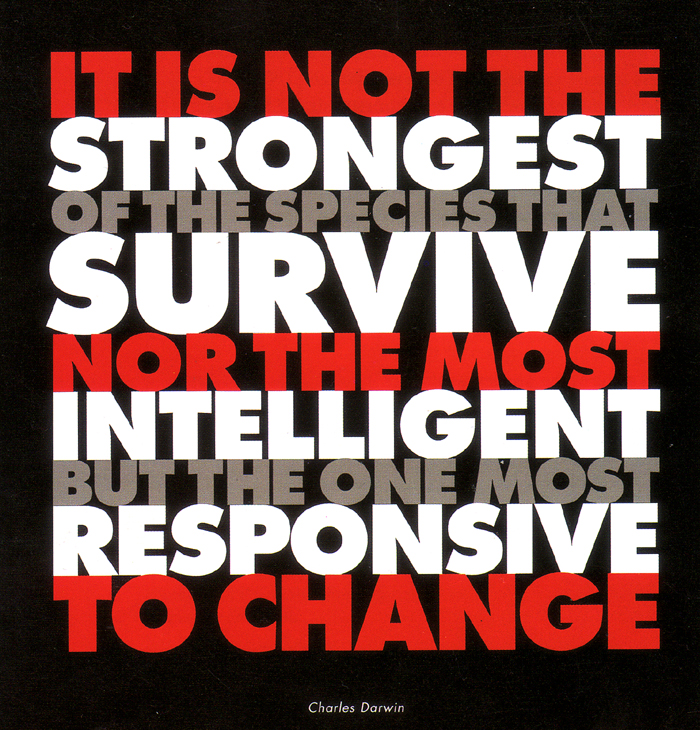 IT IS NOT THE
STRONGEST
OF THE SPECIES THAT
SURVIVE
NOR THE MOST
INTELLIGENT
BUT THE ONE MOST
RESPONSIVE
TO CHANGE
Charles Darwin